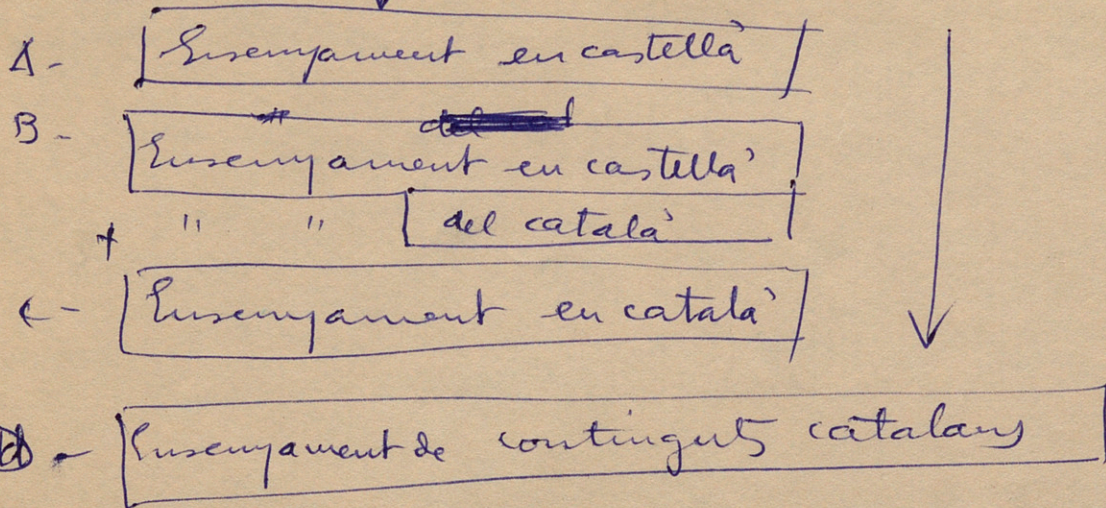 A - Ensenyament en castellà
B - Ensenyament en castellà
+ " " del català
c - Ensenyament en català
d - Ensenyament de continguts catalans